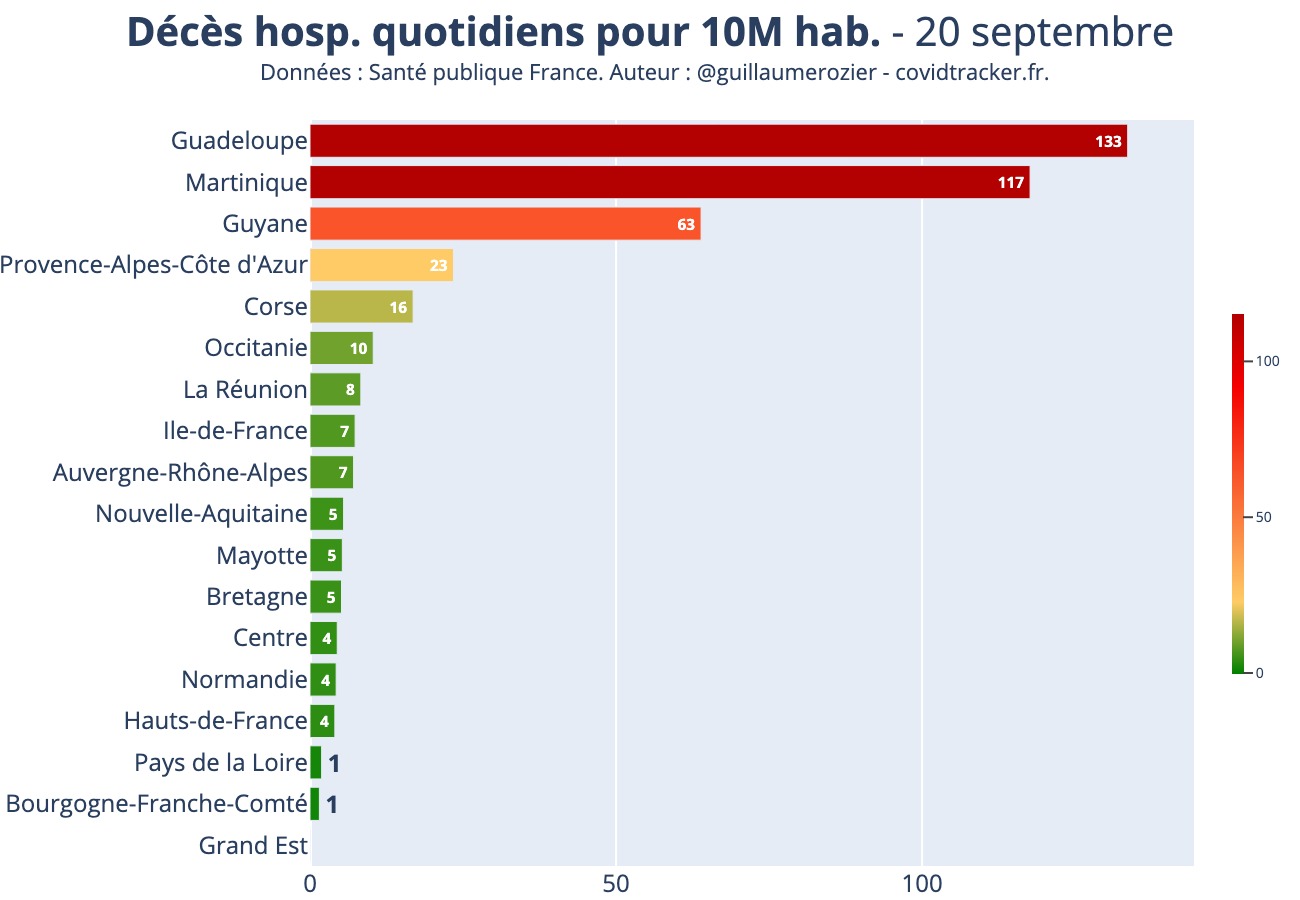 Décès hosp. quotidiens pour 10M hab. - 20 septembre
Données : Santé publique France. Auteur : @guillaumerozier - covidtracker.fr.
Guadeloupe 133
Martinique 117
Guyane 63
Provence-Alpes-Côte d'Azur 23
Corse 16
Occitanie 10
La Réunion 8
Ile-de-France 7
Auvergne-Rhône-Alpes 7
Nouvelle-Aquitaine 5
Mayotte 5
Bretagne 5
Centre 4
Normandie 4
Hauts-de-France 4
Pays de la Loire 1
Bourgogne-Franche-Comté 1
Grand Est
0 50 100
100
50
0